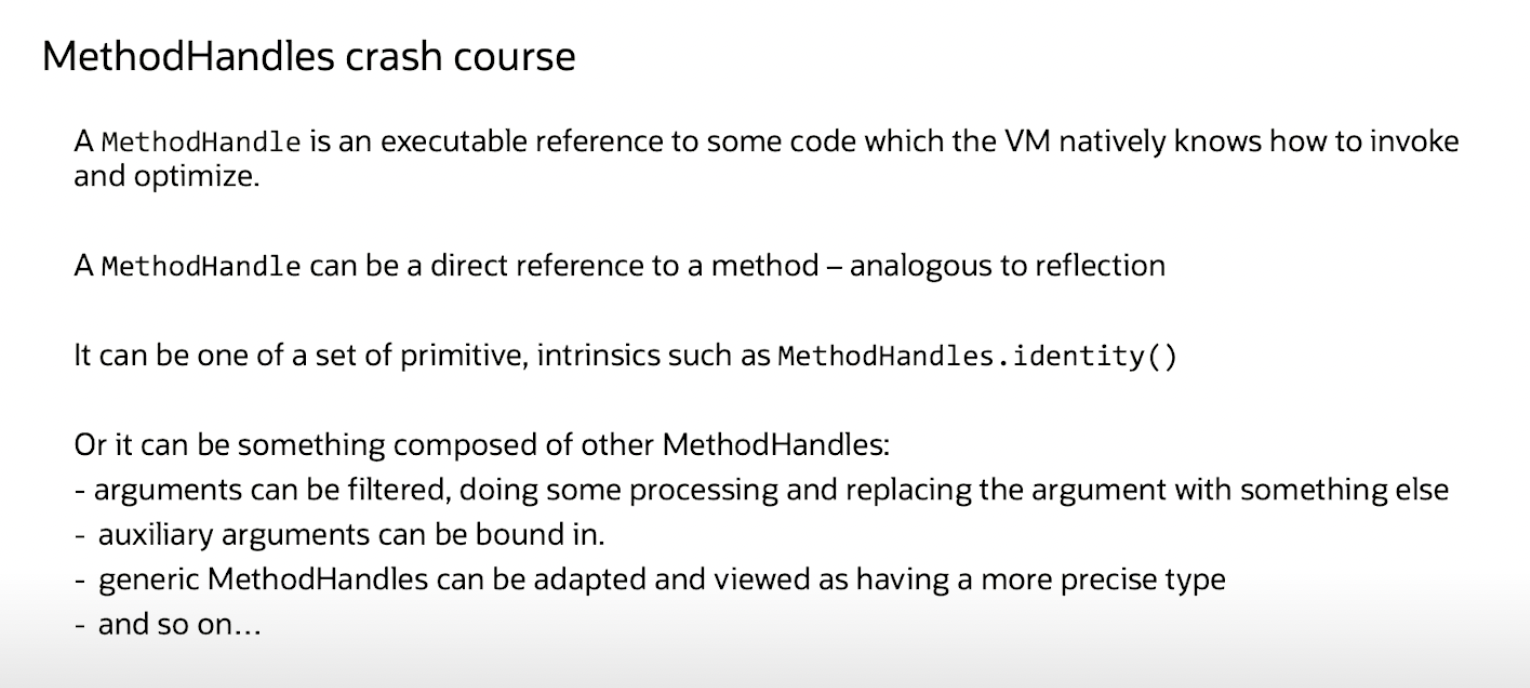 MethodHandles crash course
A MethodHandle is an executable reference to some code which the VM natively knows how to invoke
and optimize.
A MethodHandle can be a direct reference to a method – analogous to reflection
It can be one of a set of primitive, intrinsics such as MethodHandles.identity()
Or it can be something composed of other MethodHandles:
- arguments can be filtered, doing some processing and replacing the argument with something else
- auxiliary arguments can be bound in.
- generic MethodHandles can be adapted and viewed as having a more precise type
- and so on...